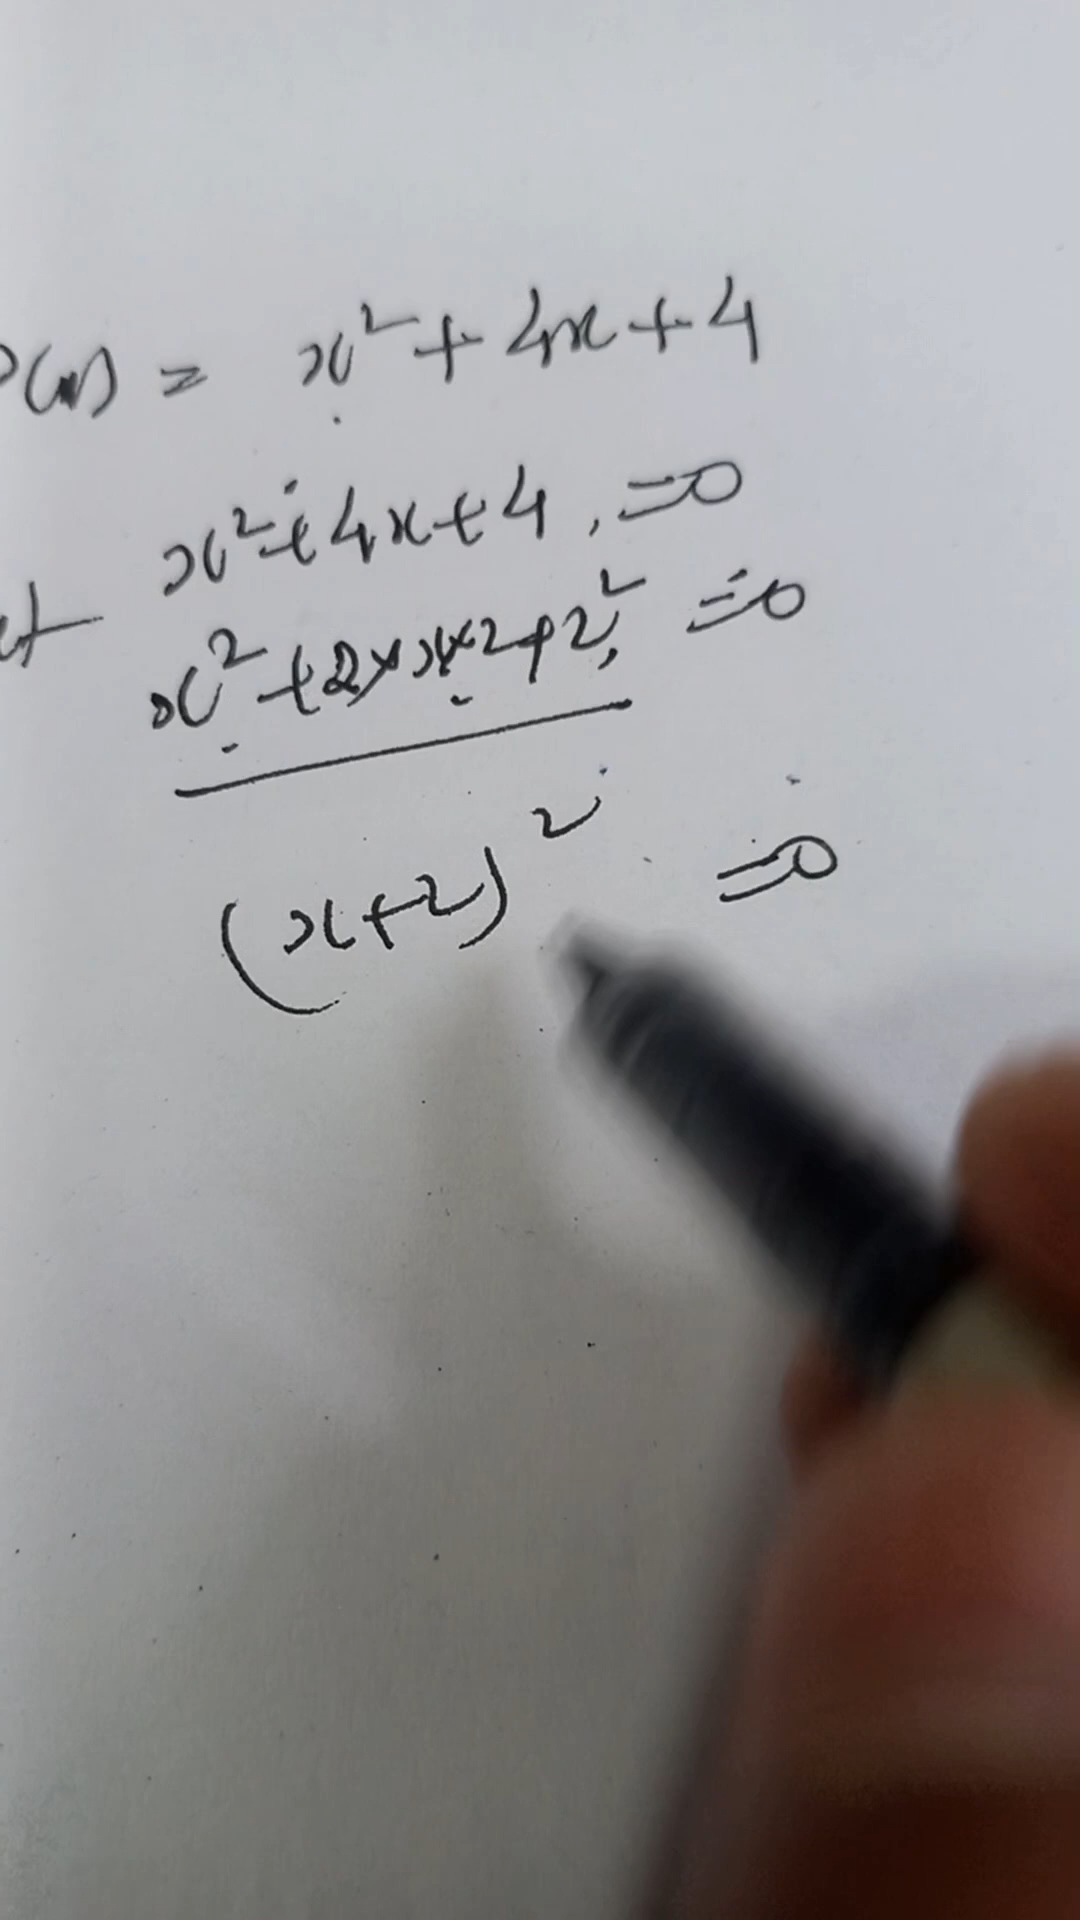 P(x) = x² + 4x + 4
x² + 4x + 4 = 0
x² + 2 × x × 2 + 2² = 0
(x+2)² = 0